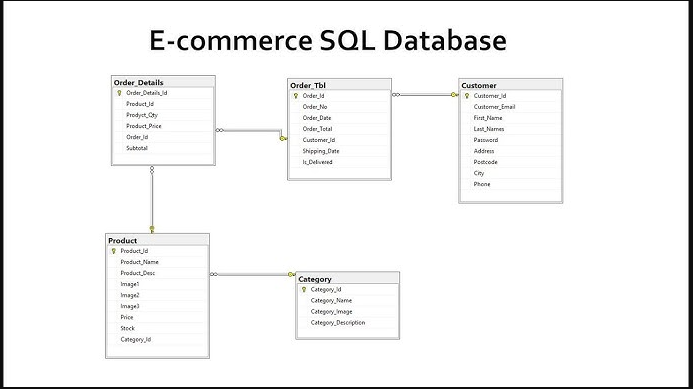 E-commerce SQL Database
Order_Details
Order_Details_Id
Product_Id
Prodyct_Qty
Product_Price
Order_Id
Subtotal
Order_Tbl
Order_Id
Order_No
Order_Date
Order_Total
Customer_Id
Shipping_Date
Is_Delivered
Customer
Customer_Id
Customer_Email
First_Name
Last_Names
Password
Address
Postcode
City
Phone
Product
Product_Id
Product_Name
Product_Desc
Image1
Image2
Image3
Price
Stock
Category_Id
Category
Category_Id
Category_Name
Category_Image
Category_Description